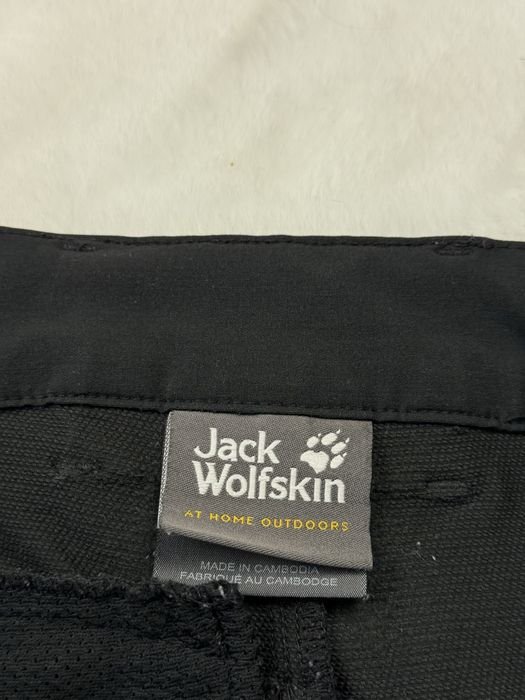 Jack
Wolfskin
AT HOME OUTDOORS
MADE IN CAMBODIA
FABRIQUÉ AU CAMBODGE